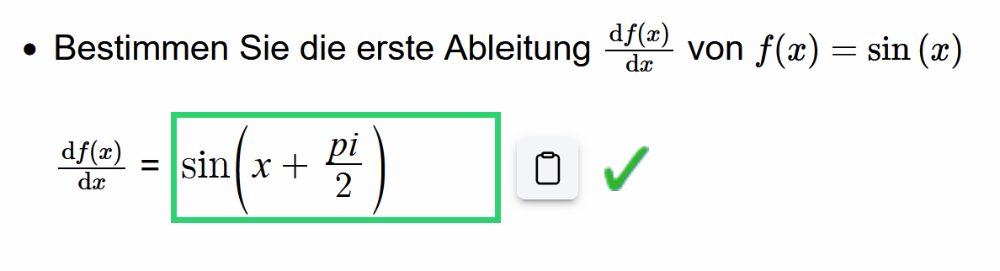 • Bestimmen Sie die erste Ableitung df(x)/dx von f(x) = sin (x)
df(x)/dx = sin(x + pi/2)